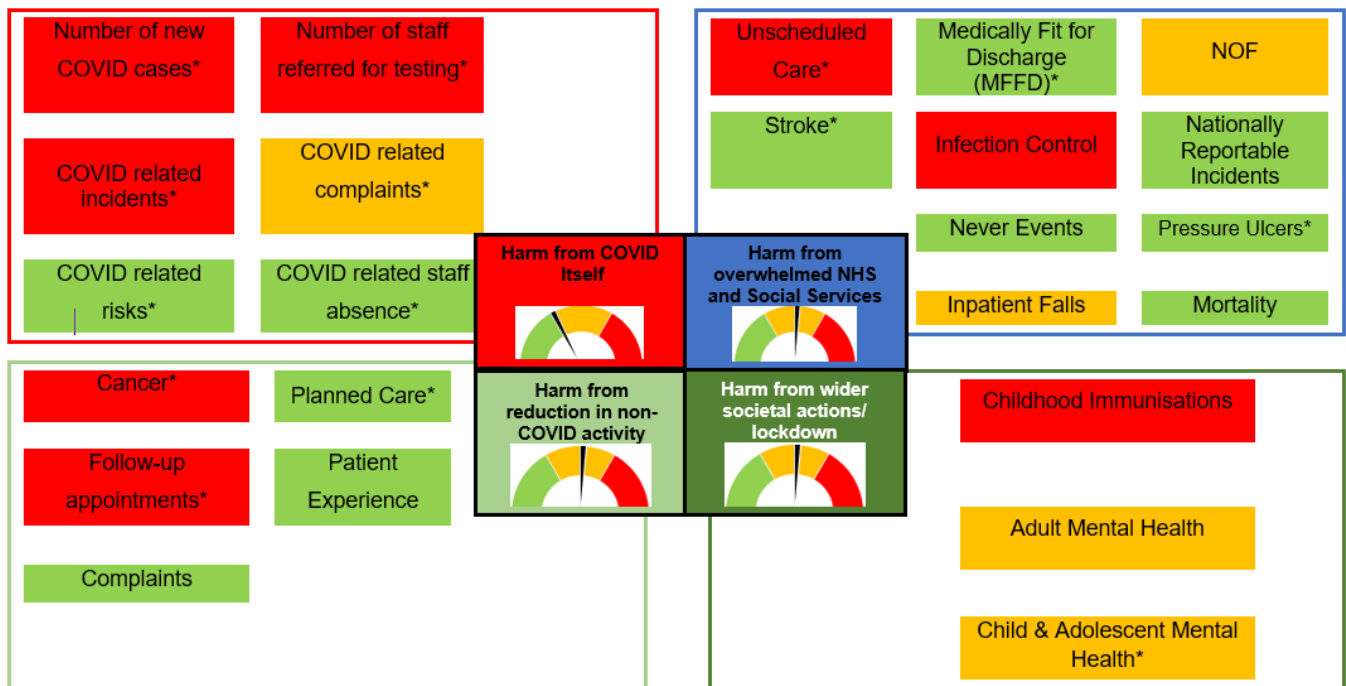 Number of new
COVID cases*
Number of staff
referred for testing*
COVID related
incidents*
COVID related
complaints*
COVID related
risks*
COVID related staff
absence*
Unscheduled
Care*
Medically Fit for
Discharge
(MFFD)*
NOF
Stroke*
Infection Control
Nationally
Reportable
Incidents
Never Events
Pressure Ulcers*
Inpatient Falls
Mortality
Harm from COVID
Itself
Harm from
overwhelmed NHS
and Social Services
Harm from
reduction in non-
COVID activity
Harm from wider
societal actions/
lockdown
Cancer*
Planned Care*
Follow-up
appointments*
Patient
Experience
Complaints
Childhood Immunisations
Adult Mental Health
Child & Adolescent Mental
Health*